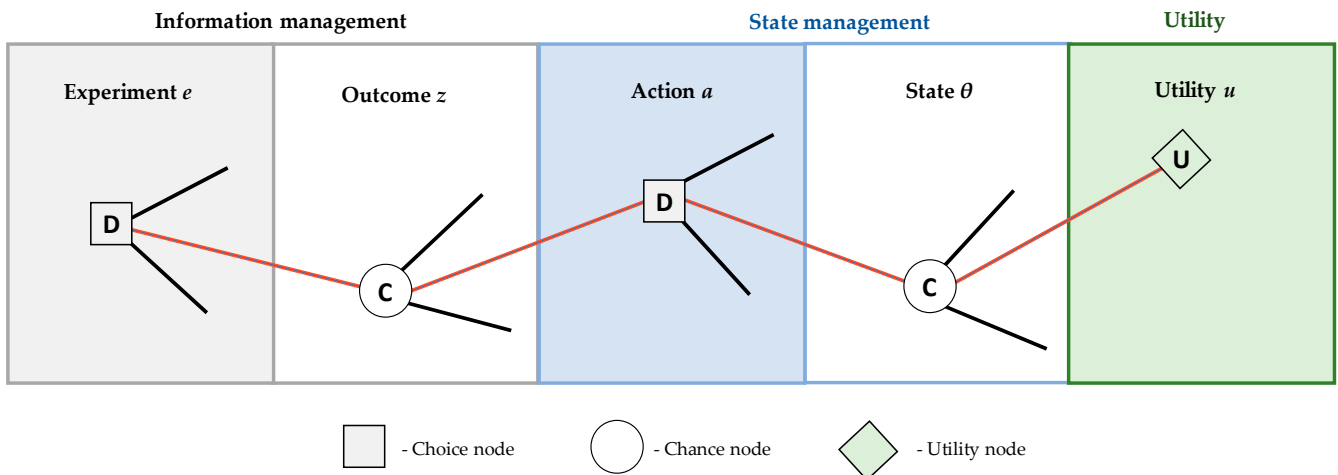 Information management
State management
Utility
Experiment e
Outcome z
Action a
State θ
Utility u
D
C
D
C
U
- Choice node
- Chance node
- Utility node